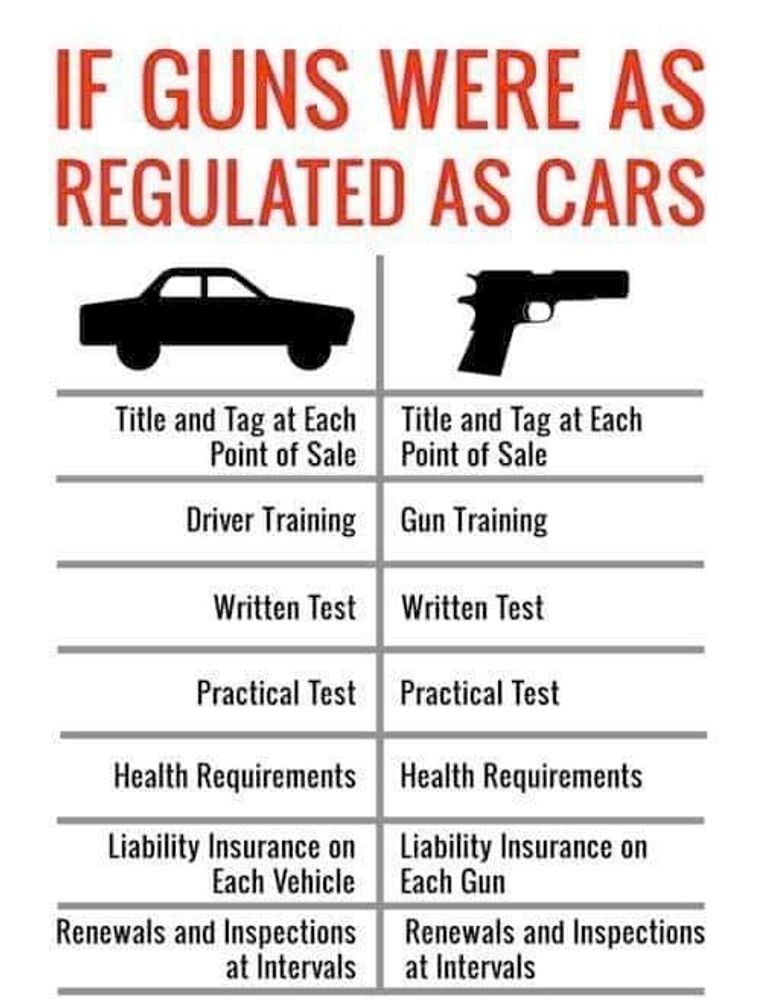 IF GUNS WERE AS
REGULATED AS CARS
Title and Tag at Each
Point of Sale
Title and Tag at Each
Point of Sale
Driver Training
Gun Training
Written Test
Written Test
Practical Test
Practical Test
Health Requirements
Health Requirements
Liability Insurance on
Each Vehicle
Liability Insurance on
Each Gun
Renewals and Inspections
at Intervals
Renewals and Inspections
at Intervals